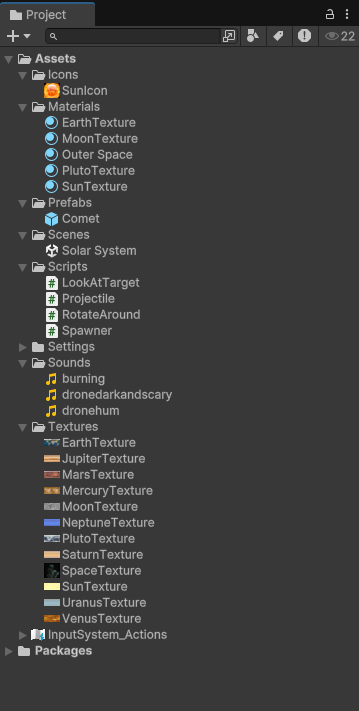 Project
22
Assets
Icons
SunIcon
Materials
EarthTexture
MoonTexture
Outer Space
PlutoTexture
SunTexture
Prefabs
Comet
Scenes
Solar System
Scripts
LookAtTarget
Projectile
RotateAround
Spawner
Settings
Sounds
burning
dronedarkandscary
dronehum
Textures
EarthTexture
JupiterTexture
MarsTexture
MercuryTexture
MoonTexture
NeptuneTexture
PlutoTexture
SaturnTexture
SpaceTexture
SunTexture
UranusTexture
VenusTexture
InputSystem_Actions
Packages